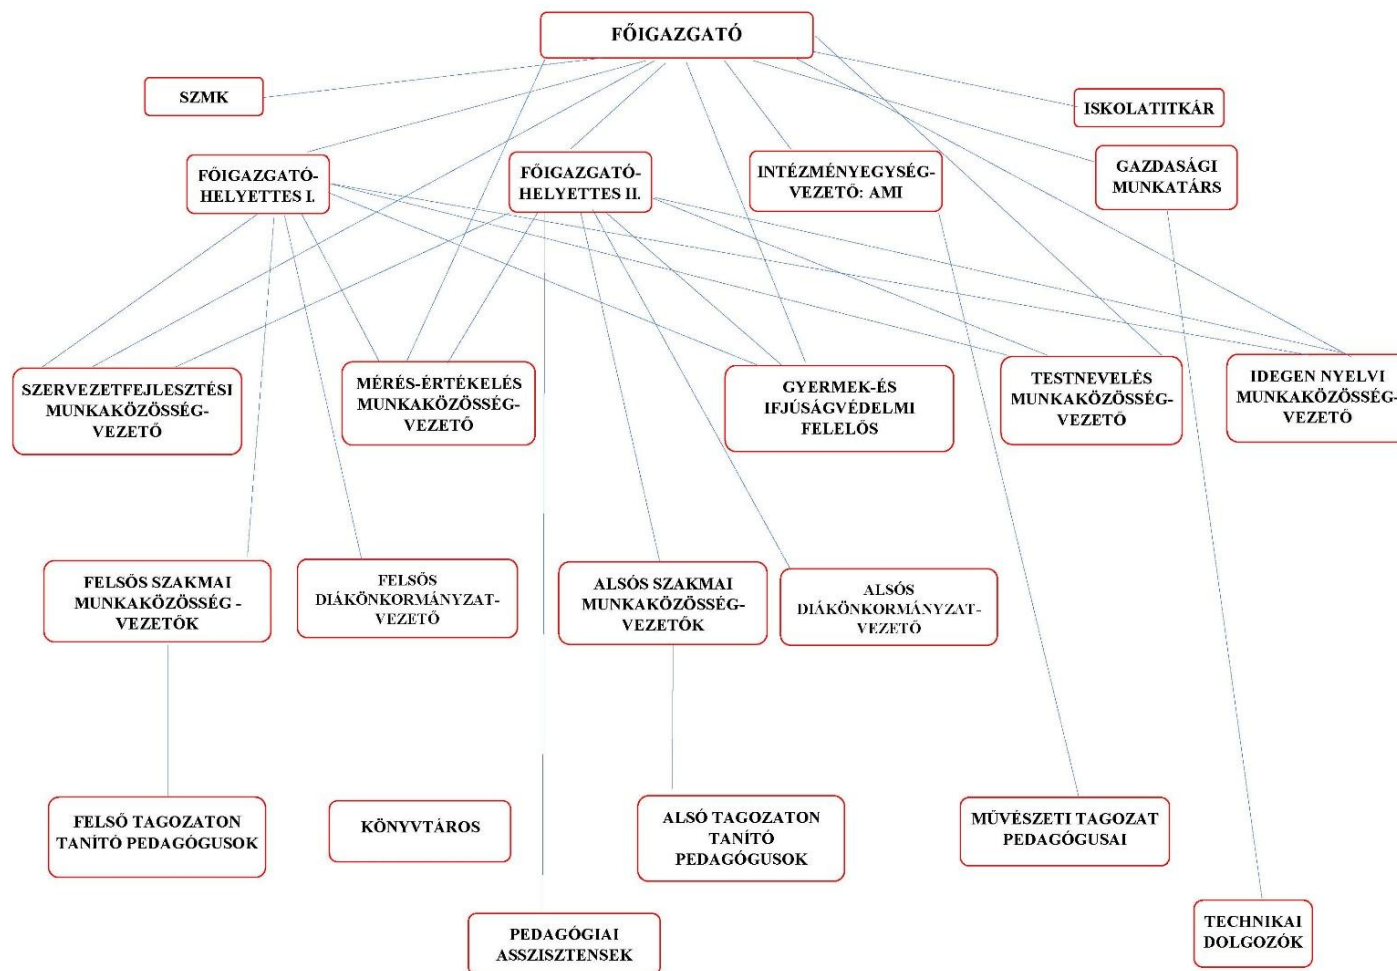 FŐIGAZGATÓ
SZMK
ISKOLATITKÁR
FŐIGAZGATÓ-
HELYETTES I.
FŐIGAZGATÓ-
HELYETTES II.
INTÉZMÉNYEGYSÉG-
VEZETŐ: AMI
GAZDASÁGI
MUNKATÁRS
SZERVEZETFEJLESZTÉSI
MUNKAKÖZÖSSÉG-
VEZETŐ
MÉRÉS-ÉRTÉKELÉS
MUNKAKÖZÖSSÉG-
VEZETŐ
GYERMEK-ÉS
IFJÚSÁGVÉDELMI
FELELŐS
TESTNEVELÉS
MUNKAKÖZÖSSÉG-
VEZETŐ
IDEGEN NYELVI
MUNKAKÖZÖSSÉG-
VEZETŐ
FELSŐS SZAKMAI
MUNKAKÖZÖSSÉG -
VEZETŐK
FELSŐS
DIÁKÖNKORMÁNYZAT-
VEZETŐ
ALSÓS SZAKMAI
MUNKAKÖZÖSSÉG-
VEZETŐK
ALSÓS
DIÁKÖNKORMÁNYZAT-
VEZETŐ
FELSŐ TAGOZATON
TANÍTÓ PEDAGÓGUSOK
KÖNYVTÁROS
ALSÓ TAGOZATON
TANÍTÓ
PEDAGÓGUSOK
MŰVÉSZETI TAGOZAT
PEDAGÓGUSAI
PEDAGÓGIAI
ASSZISZTENSEK
TECHNIKAI
DOLGOZÓK